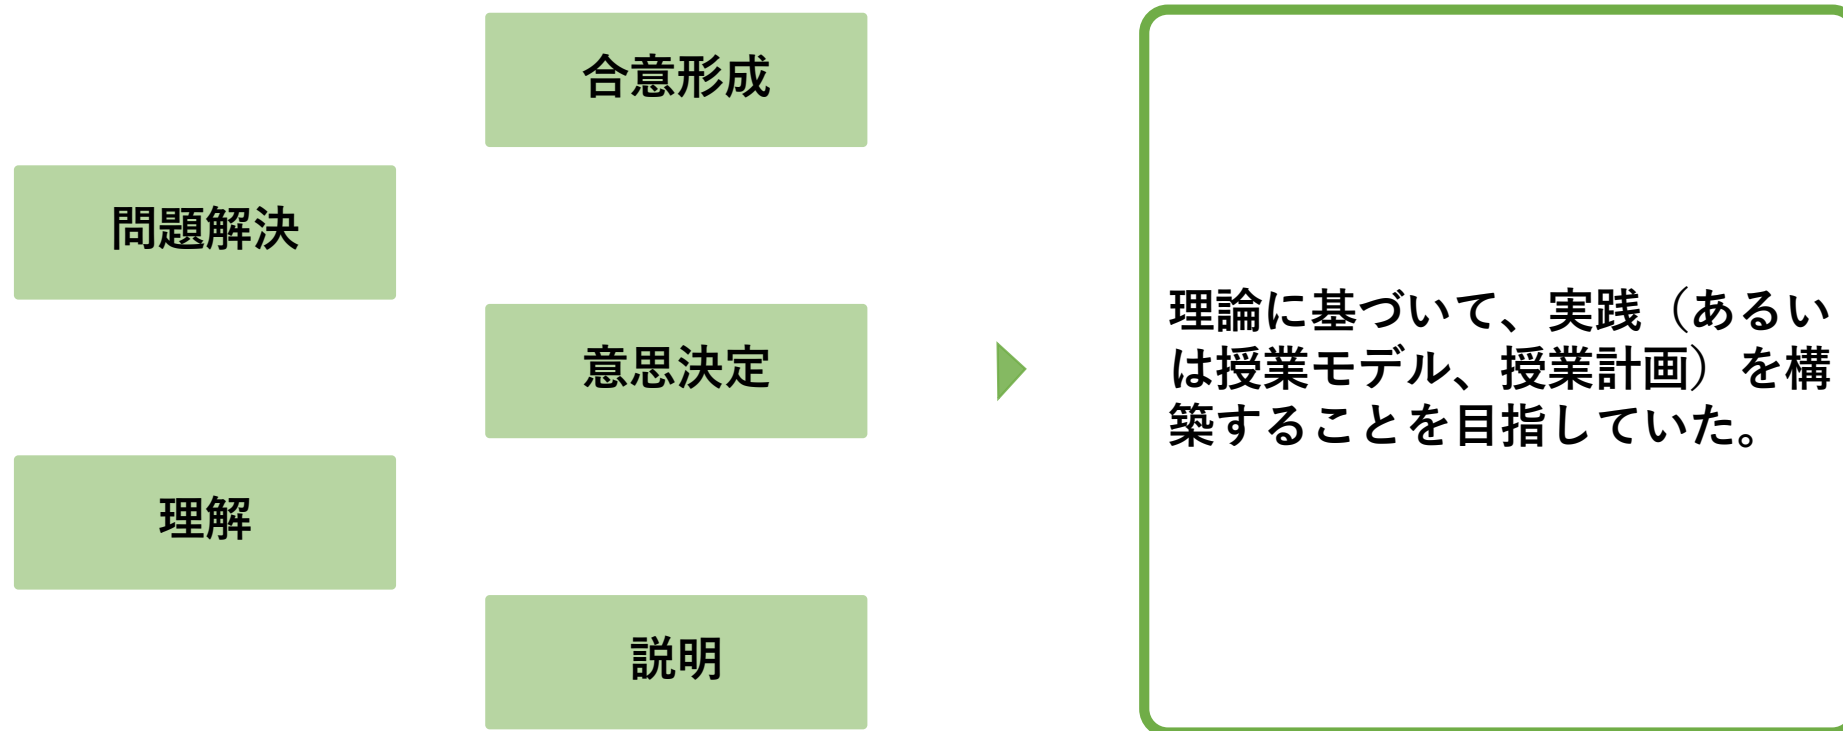 合意形成
問題解決
意思決定
理解
説明
理論に基づいて、実践（あるい
は授業モデル、授業計画）を構
築することを目指していた。